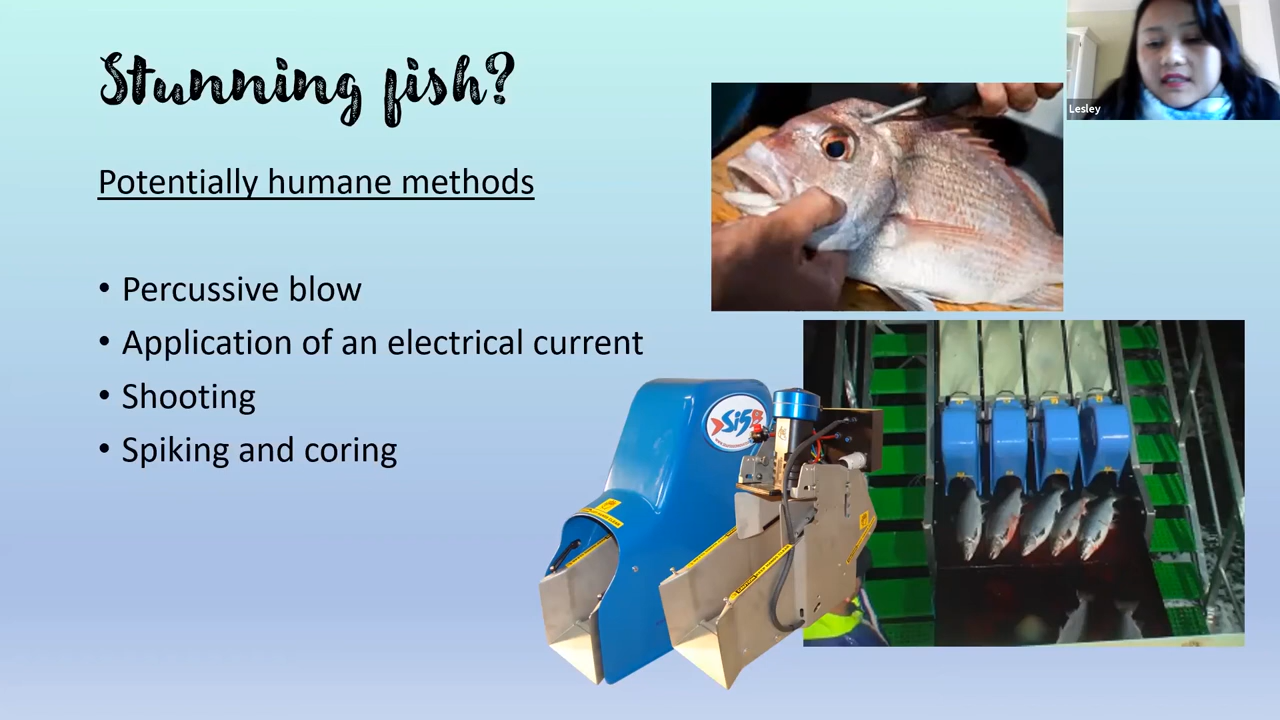 Stunning fish?
Lesley
Potentially humane methods
• Percussive blow
• Application of an electrical current
• Shooting
• Spiking and coring